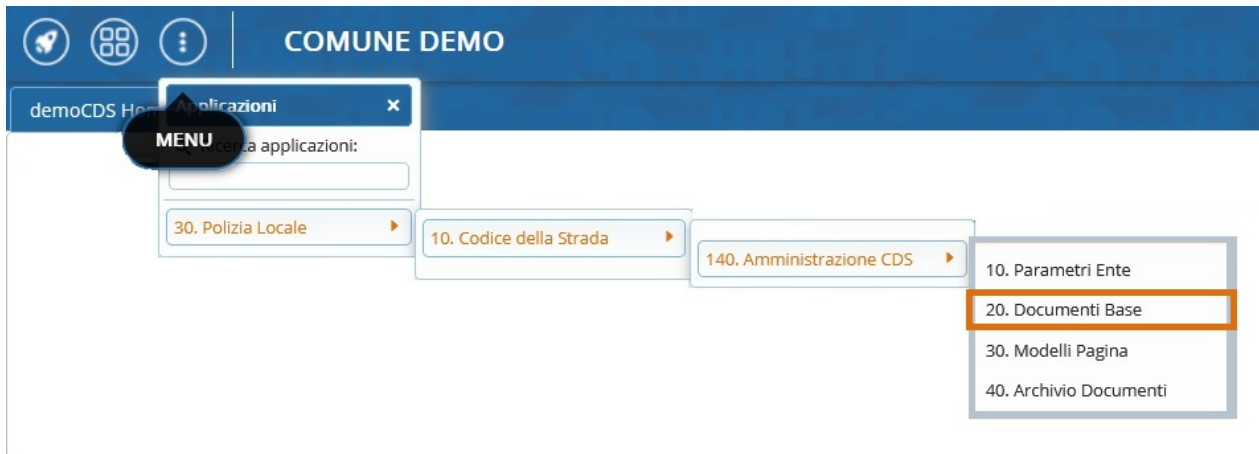 COMUNE DEMO
demoCDS
Applicazioni ×
MENU
applicazioni:
30. Polizia Locale
10. Codice della Strada
140. Amministrazione CDS
10. Parametri Ente
20. Documenti Base
30. Modelli Pagina
40. Archivio Documenti